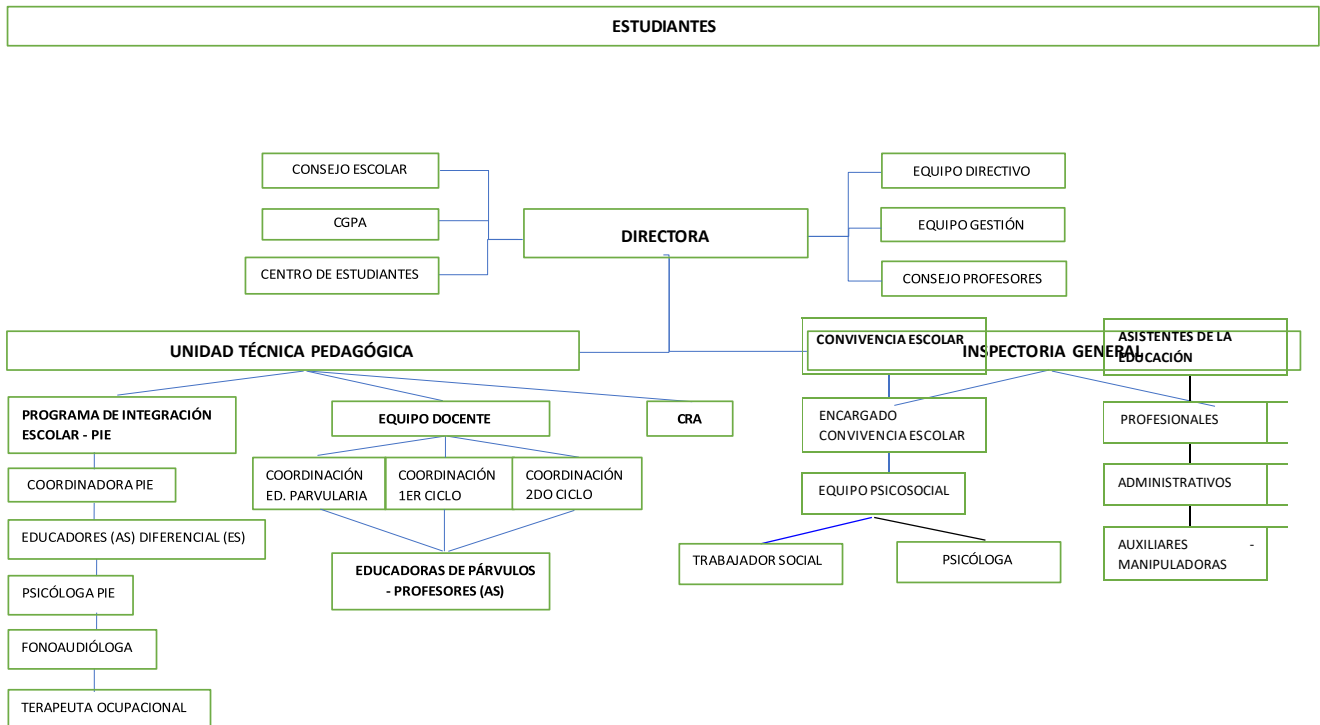 ESTUDIANTES
CONSEJO ESCOLAR
CGPA
CENTRO DE ESTUDIANTES
DIRECTORA
EQUIPO DIRECTIVO
EQUIPO GESTIÓN
CONSEJO PROFESORES
UNIDAD TÉCNICA PEDAGÓGICA
INSPECTORIA GENERAL
PROGRAMA DE INTEGRACIÓN
ESCOLAR - PIE
COORDINADORA PIE
EDUCADORES (AS) DIFERENCIAL (ES)
PSICÓLOGA PIE
FONOAUDIÓLOGA
TERAPEUTA OCUPACIONAL
EQUIPO DOCENTE
COORDINACIÓN
ED. PARVULARIA
COORDINACIÓN
1ER CICLO
COORDINACIÓN
2DO CICLO
EDUCADORAS DE PÁRVULOS
- PROFESORES (AS)
CRA
CONVIVENCIA ESCOLAR
ENCARGADO
CONVIVENCIA ESCOLAR
EQUIPO PSICOSOCIAL
TRABAJADOR SOCIAL
PSICÓLOGA
ASISTENTES DE LA
EDUCACIÓN
PROFESIONALES
ADMINISTRATIVOS
AUXILIARES -
MANIPULADORAS